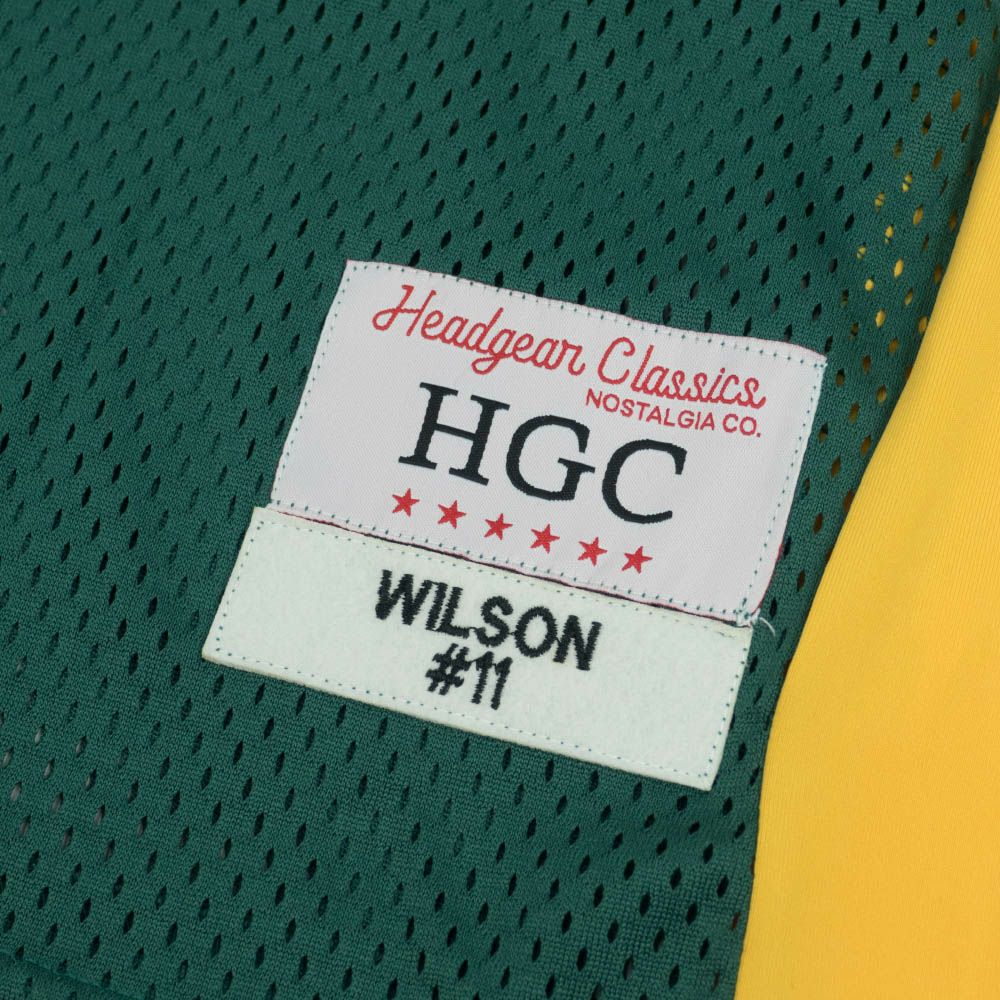 Headgear Classics
NOSTALGIA CO.
HGC
WILSON
#11